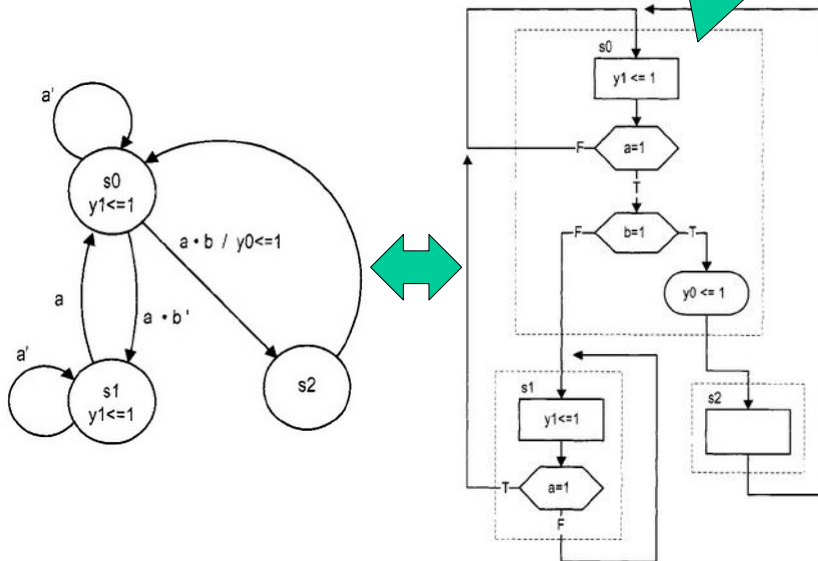 a'
s0
y1<=1
a • b / y0<=1
a
a • b'
a'
s1
y1<=1
s2
s0
y1 <= 1
F
a=1
T
F
b=1
T
y0 <= 1
s1
y1<=1
T
a=1
F
s2